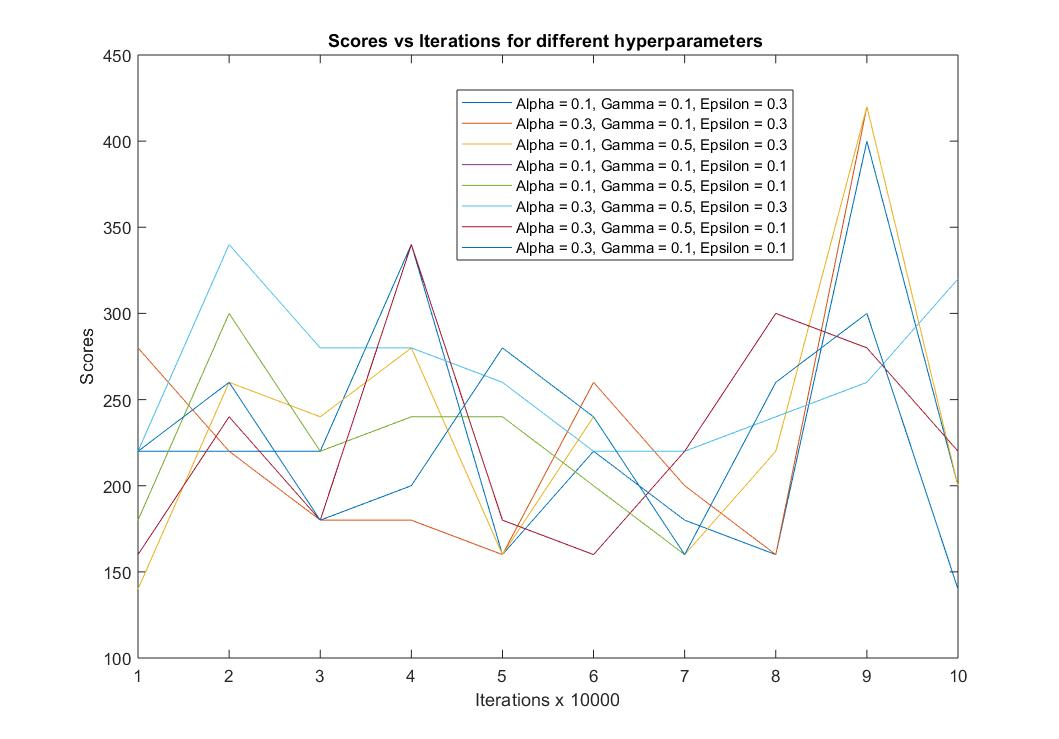 Scores vs Iterations for different hyperparameters
450
400
350
300
250
200
150
100
Scores
Alpha = 0.1, Gamma = 0.1, Epsilon = 0.3
Alpha = 0.3, Gamma = 0.1, Epsilon = 0.3
Alpha = 0.1, Gamma = 0.5, Epsilon = 0.3
Alpha = 0.1, Gamma = 0.1, Epsilon = 0.1
Alpha = 0.1, Gamma = 0.5, Epsilon = 0.1
Alpha = 0.3, Gamma = 0.5, Epsilon = 0.3
Alpha = 0.3, Gamma = 0.5, Epsilon = 0.1
Alpha = 0.3, Gamma = 0.1, Epsilon = 0.1
1 2 3 4 5 6 7 8 9 10
Iterations x 10000